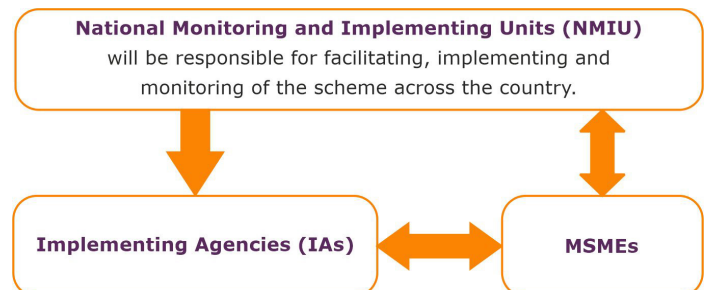 National Monitoring and Implementing Units (NMIU)
will be responsible for facilitating, implementing and
monitoring of the scheme across the country.
Implementing Agencies (IAs)
MSMEs